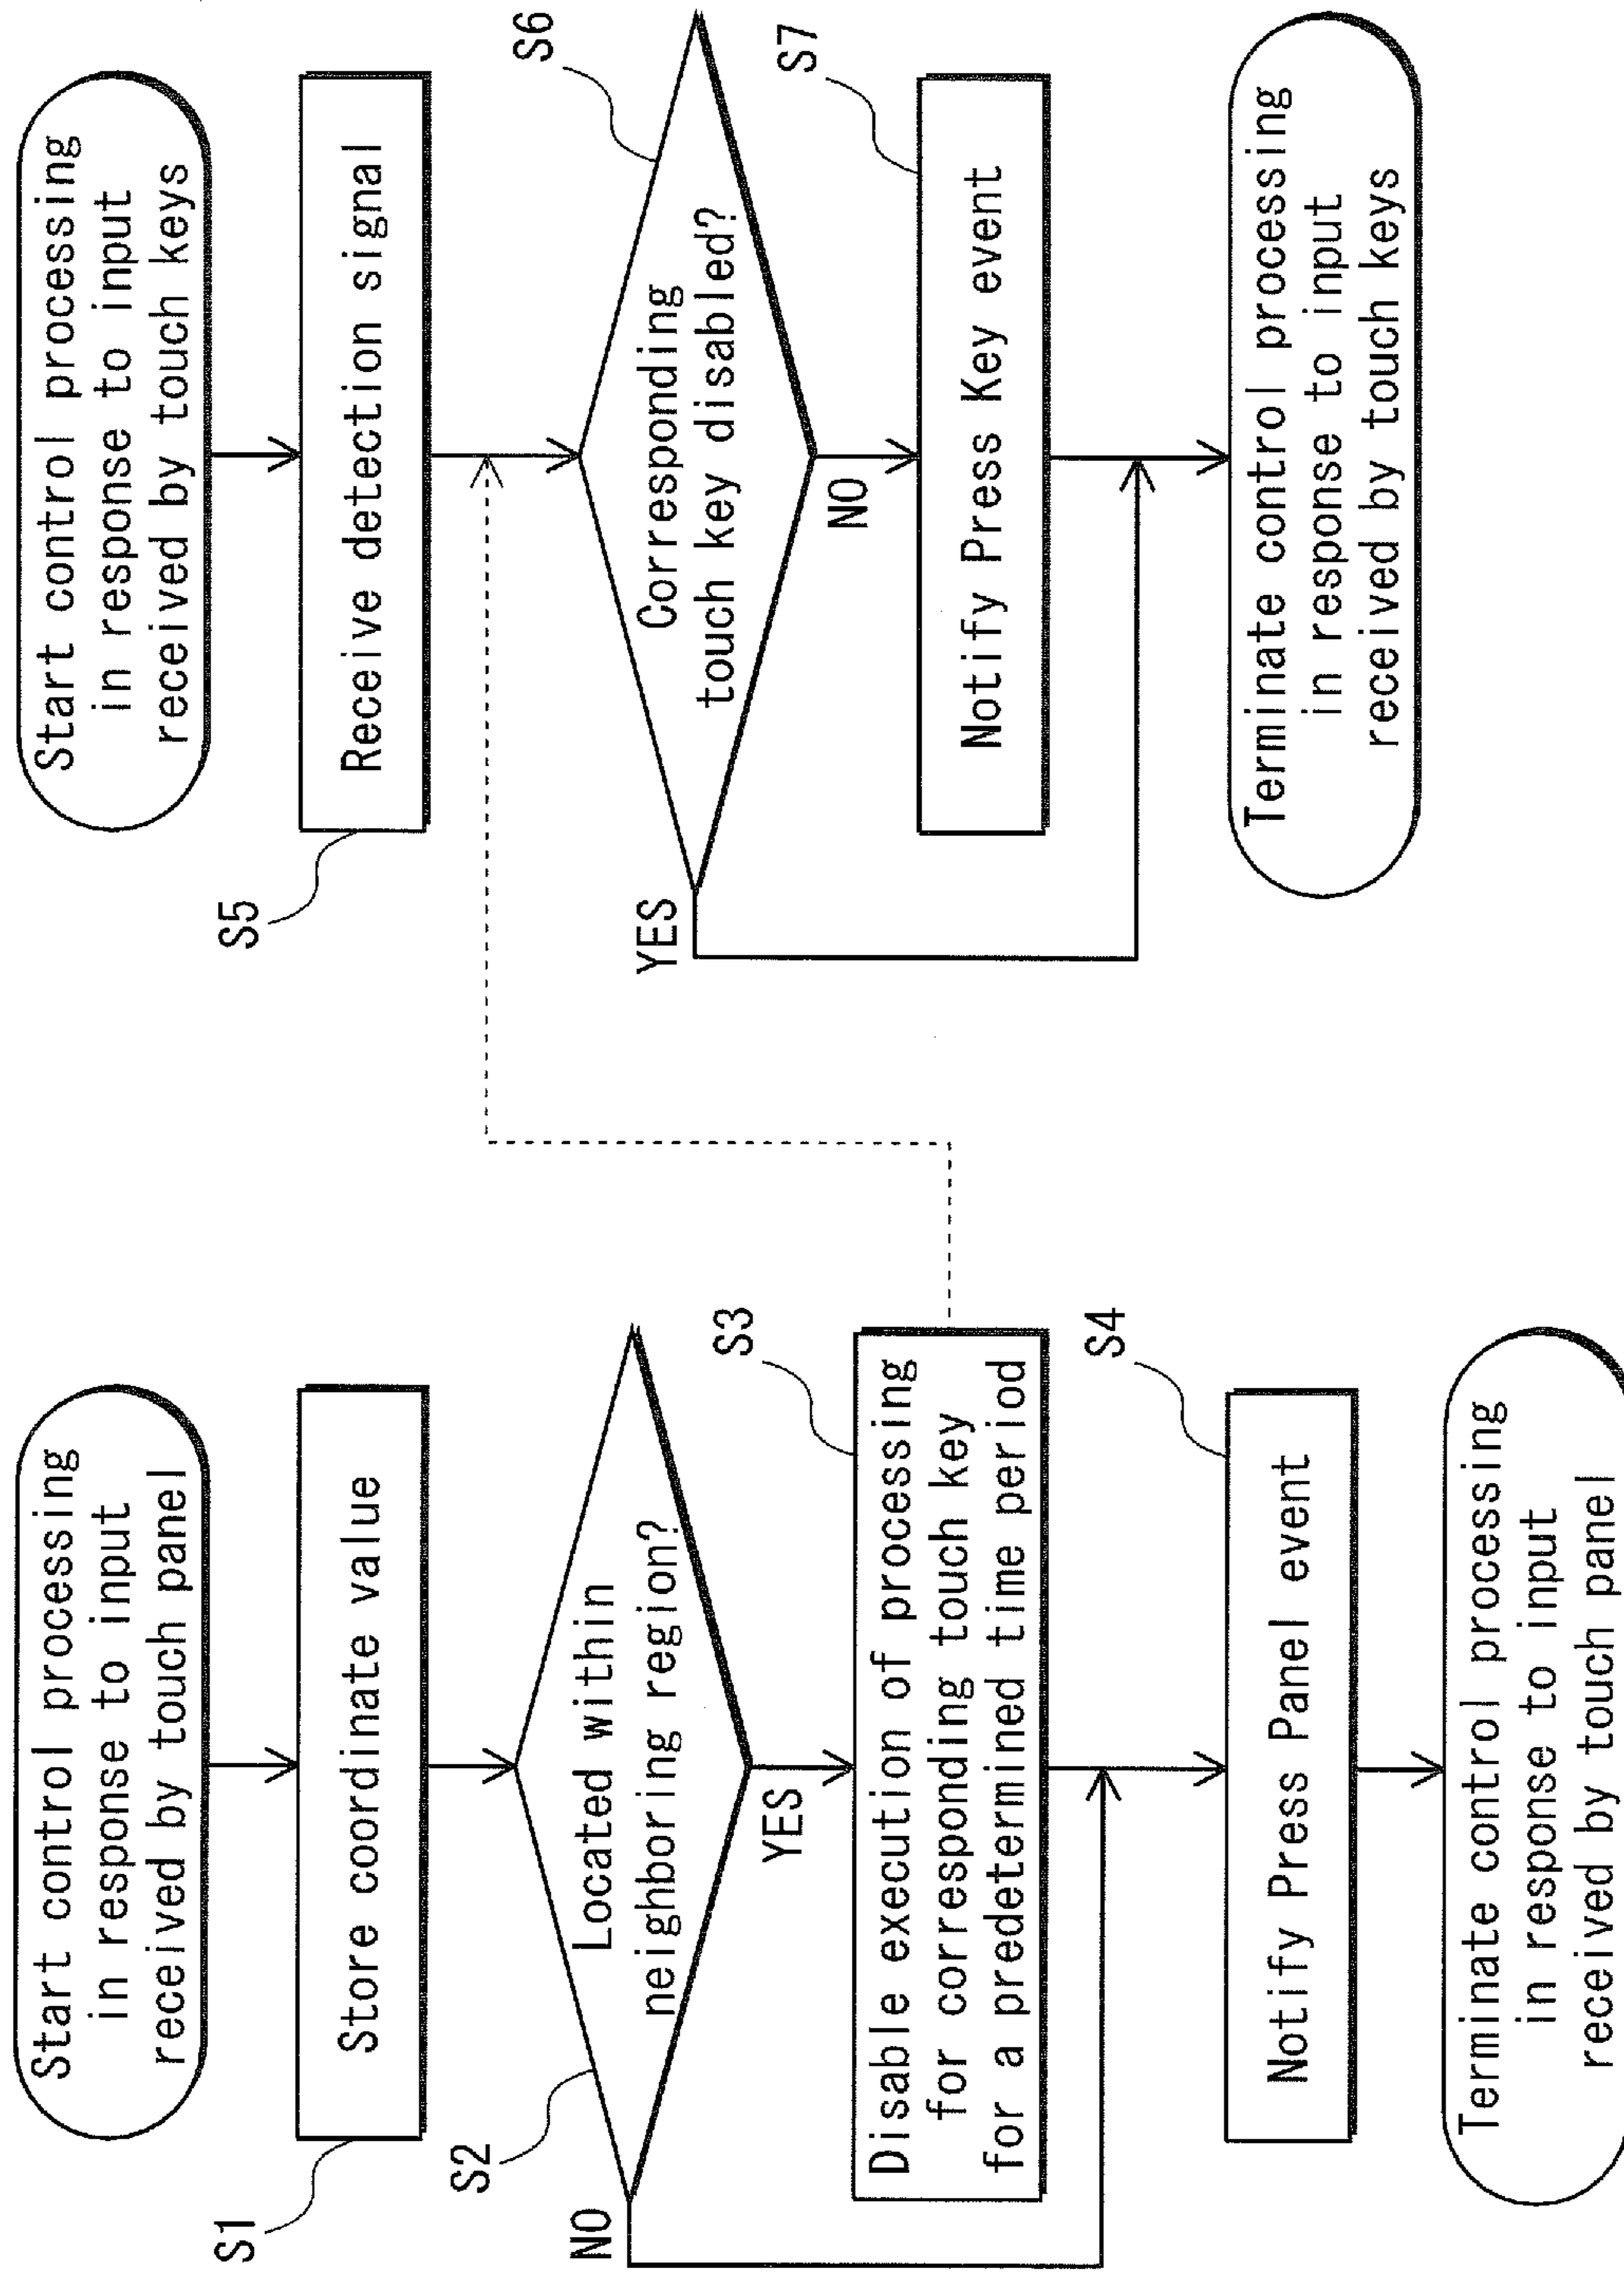 Start control processing
in response to input
received by touch panel
S1
Store coordinate value
S2
Located within
neighboring region?
NO
YES
S3
Disable execution of processing
for corresponding touch key
for a predetermined time period
S4
Notify Press Panel event
Terminate control processing
in response to input
received by touch panel
Start control processing
in response to input
received by touch keys
S5
Receive detection signal
S6
Corresponding
touch key disabled?
YES
NO
S7
Notify Press Key event
Terminate control processing
in response to input
received by touch keys